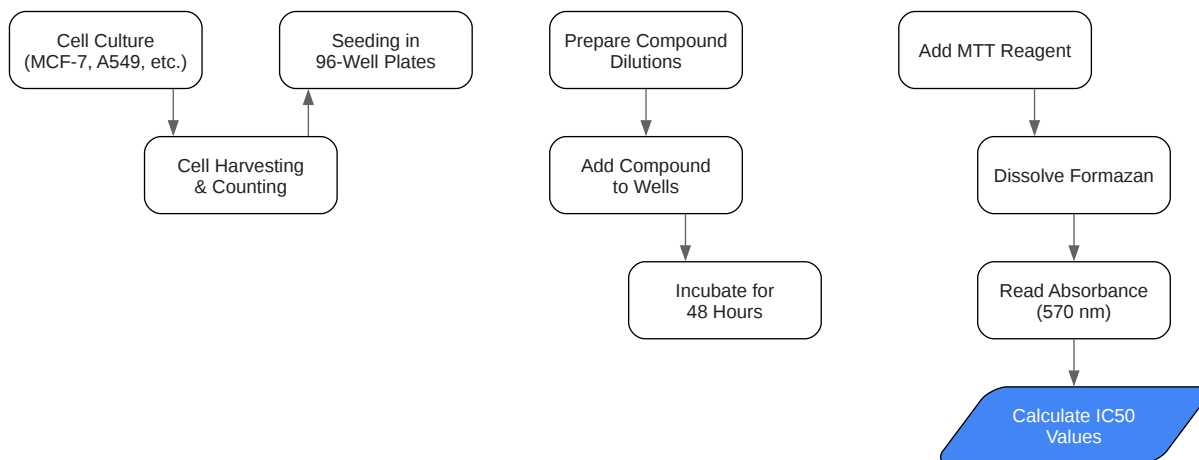 Cell Culture
(MCF-7, A549, etc.)
Cell Harvesting
& Counting
Seeding in
96-Well Plates
Prepare Compound
Dilutions
Add Compound
to Wells
Incubate for
48 Hours
Add MTT Reagent
Dissolve Formazan
Read Absorbance
(570 nm)
Calculate IC50
Values